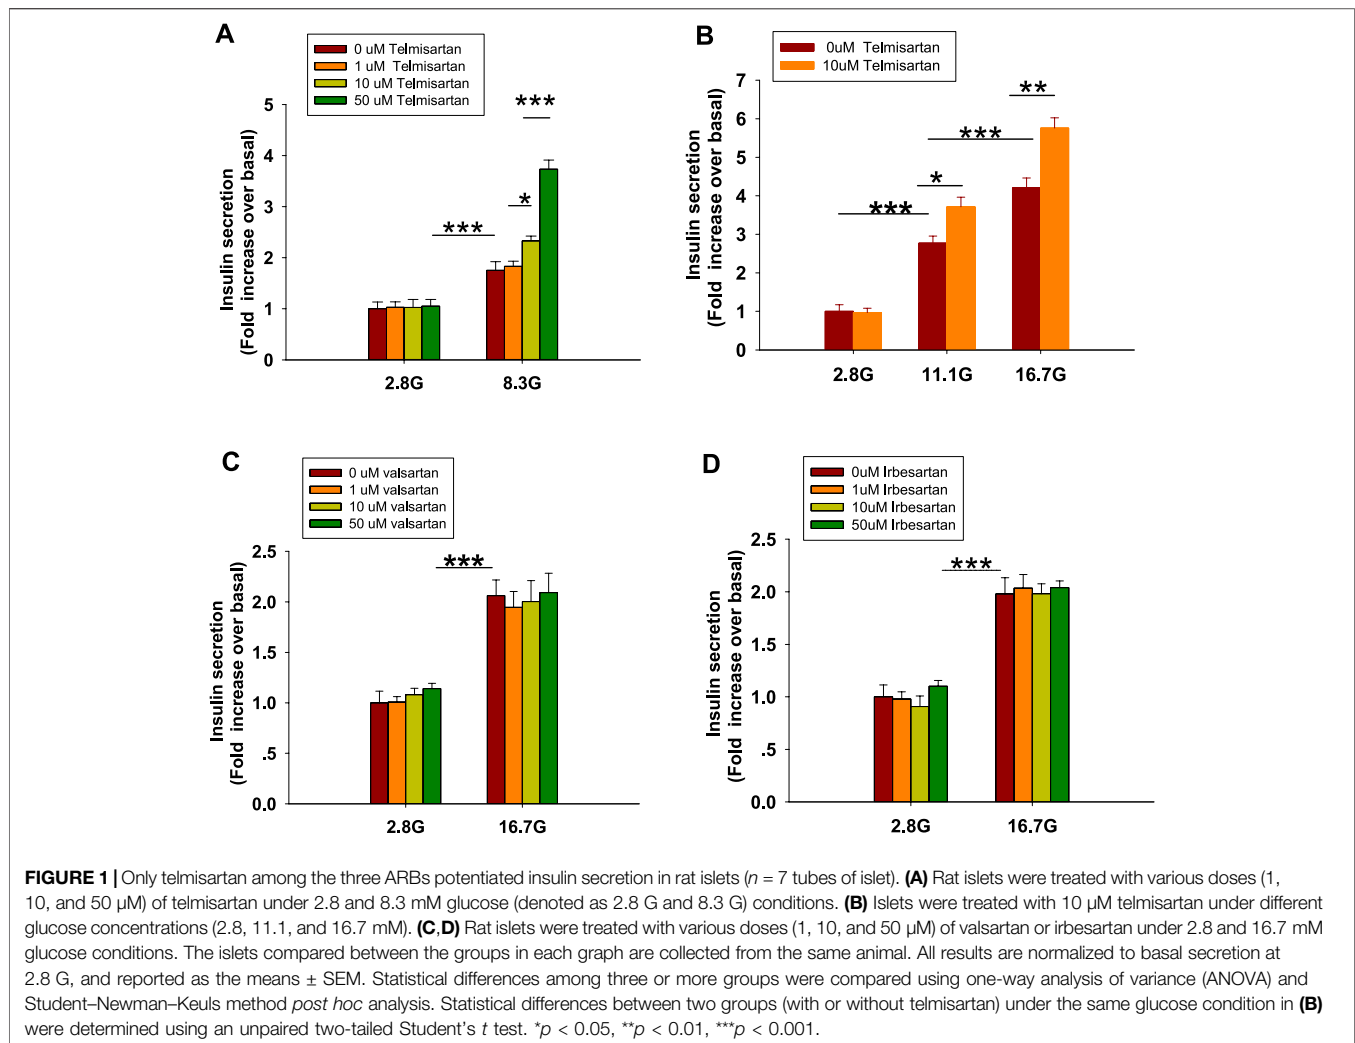 A
0 uM Telmisartan
1 uM  Telmisartan
10 uM Telmisartan
50 uM Telmisartan
Insulin secretion
(Fold increase over basal)
5
4
3
2
1
0
***
*
***
2.8G
8.3G
B
0uM  Telmisartan
10uM Telmisartan
Insulin secretion
(Fold increase over basal)
7
6
5
4
3
2
1
0
***
*
***
**
2.8G
11.1G
16.7G
C
0 uM valsartan
1 uM valsartan
10 uM valsartan
50 uM valsartan
Insulin secretion
(Fold increase over basal)
2.5
2.0
1.5
1.0
.5
0.0
***
2.8G
16.7G
D
0uM Irbesartan
1uM Irbesartan
10uM Irbesartan
50uM Irbesartan
Insulin secretion
(Fold increase over basal)
2.5
2.0
1.5
1.0
.5
0.0
***
2.8G
16.7G
FIGURE 1 | Only telmisartan among the three ARBs potentiated insulin secretion in rat islets (n = 7 tubes of islet). (A) Rat islets were treated with various doses (1,
10, and 50 μM) of telmisartan under 2.8 and 8.3 mM glucose (denoted as 2.8 G and 8.3 G) conditions. (B) Islets were treated with 10 μM telmisartan under different
glucose concentrations (2.8, 11.1, and 16.7 mM). (C,D) Rat islets were treated with various doses (1, 10, and 50 μM) of valsartan or irbesartan under 2.8 and 16.7 mM
glucose conditions. The islets compared between the groups in each graph are collected from the same animal. All results are normalized to basal secretion at
2.8 G, and reported as the means ± SEM. Statistical differences among three or more groups were compared using one-way analysis of variance (ANOVA) and
Student–Newman–Keuls method post hoc analysis. Statistical differences between two groups (with or without telmisartan) under the same glucose condition in (B)
were determined using an unpaired two-tailed Student's t test. *p < 0.05, **p < 0.01, ***p < 0.001.